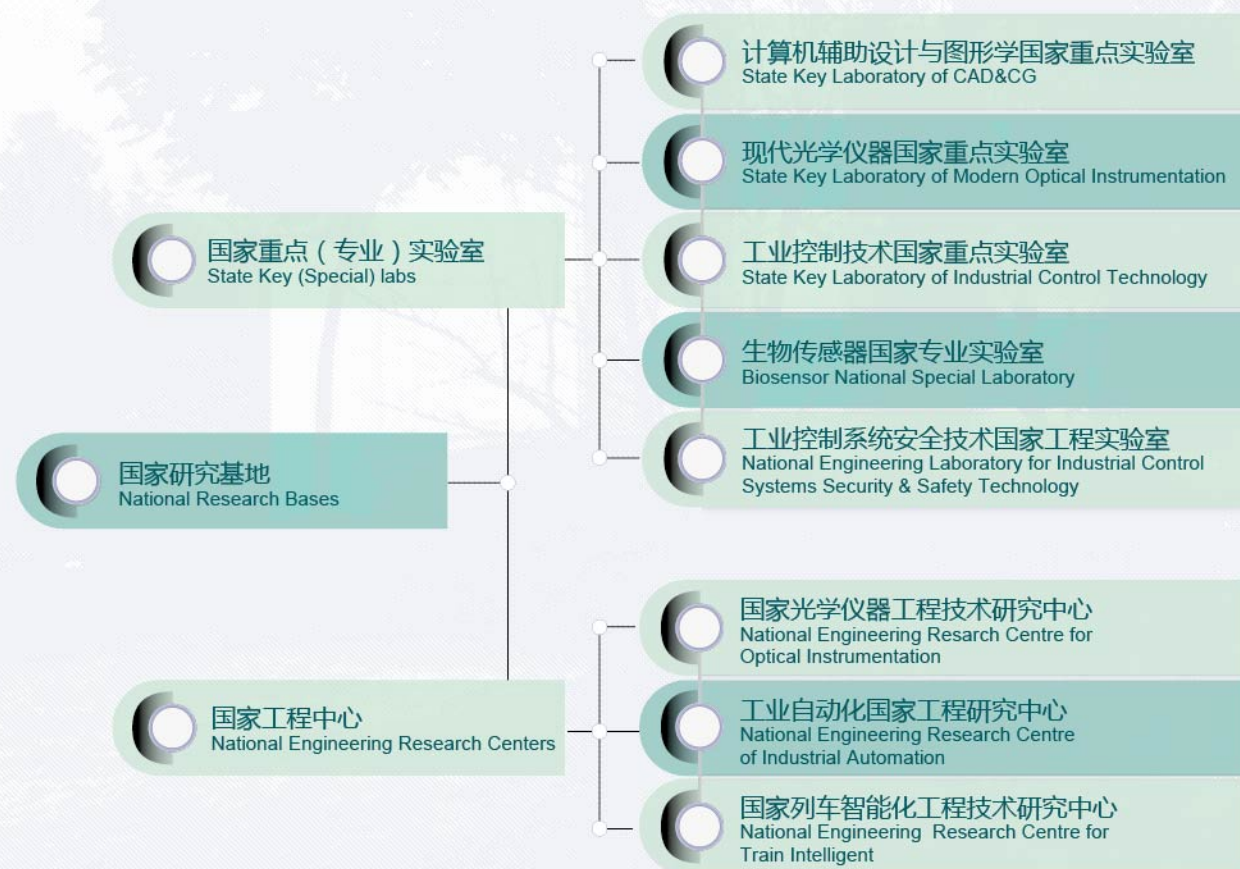 计算机辅助设计与图形学国家重点实验室
State Key Laboratory of CAD&CG
现代光学仪器国家重点实验室
State Key Laboratory of Modern Optical Instrumentation
国家重点（专业）实验室
State Key (Special) labs
工业控制技术国家重点实验室
State Key Laboratory of Industrial Control Technology
生物传感器国家专业实验室
Biosensor National Special Laboratory
工业控制系统安全技术国家工程实验室
National Engineering Laboratory for Industrial Control
Systems Security & Safety Technology
国家研究基地
National Research Bases
国家光学仪器工程技术研究中心
National Engineering Resarch Centre for
Optical Instrumentation
国家工程中心
National Engineering Research Centers
工业自动化国家工程研究中心
National Engineering Research Centre
of Industrial Automation
国家列车智能化工程技术研究中心
National Engineering  Research Centre for
Train Intelligent